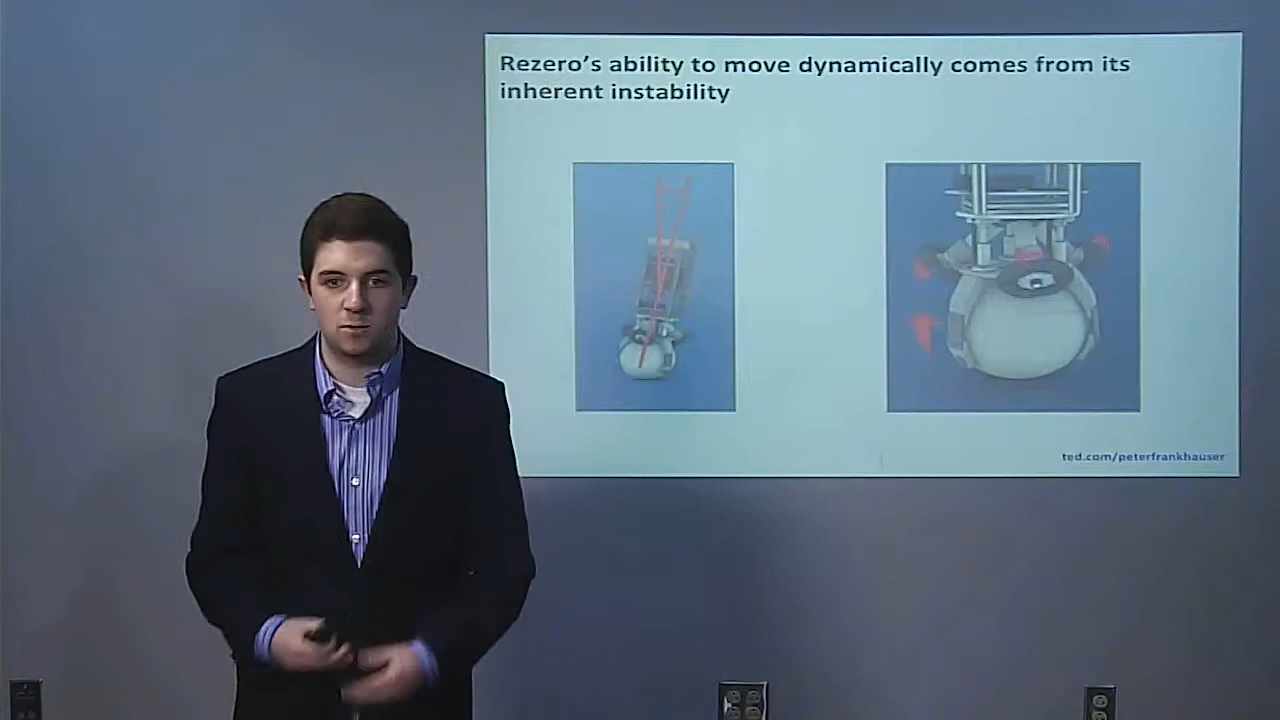 Rezero's ability to move dynamically comes from its
inherent instability
ted.com/peterfrankhauser